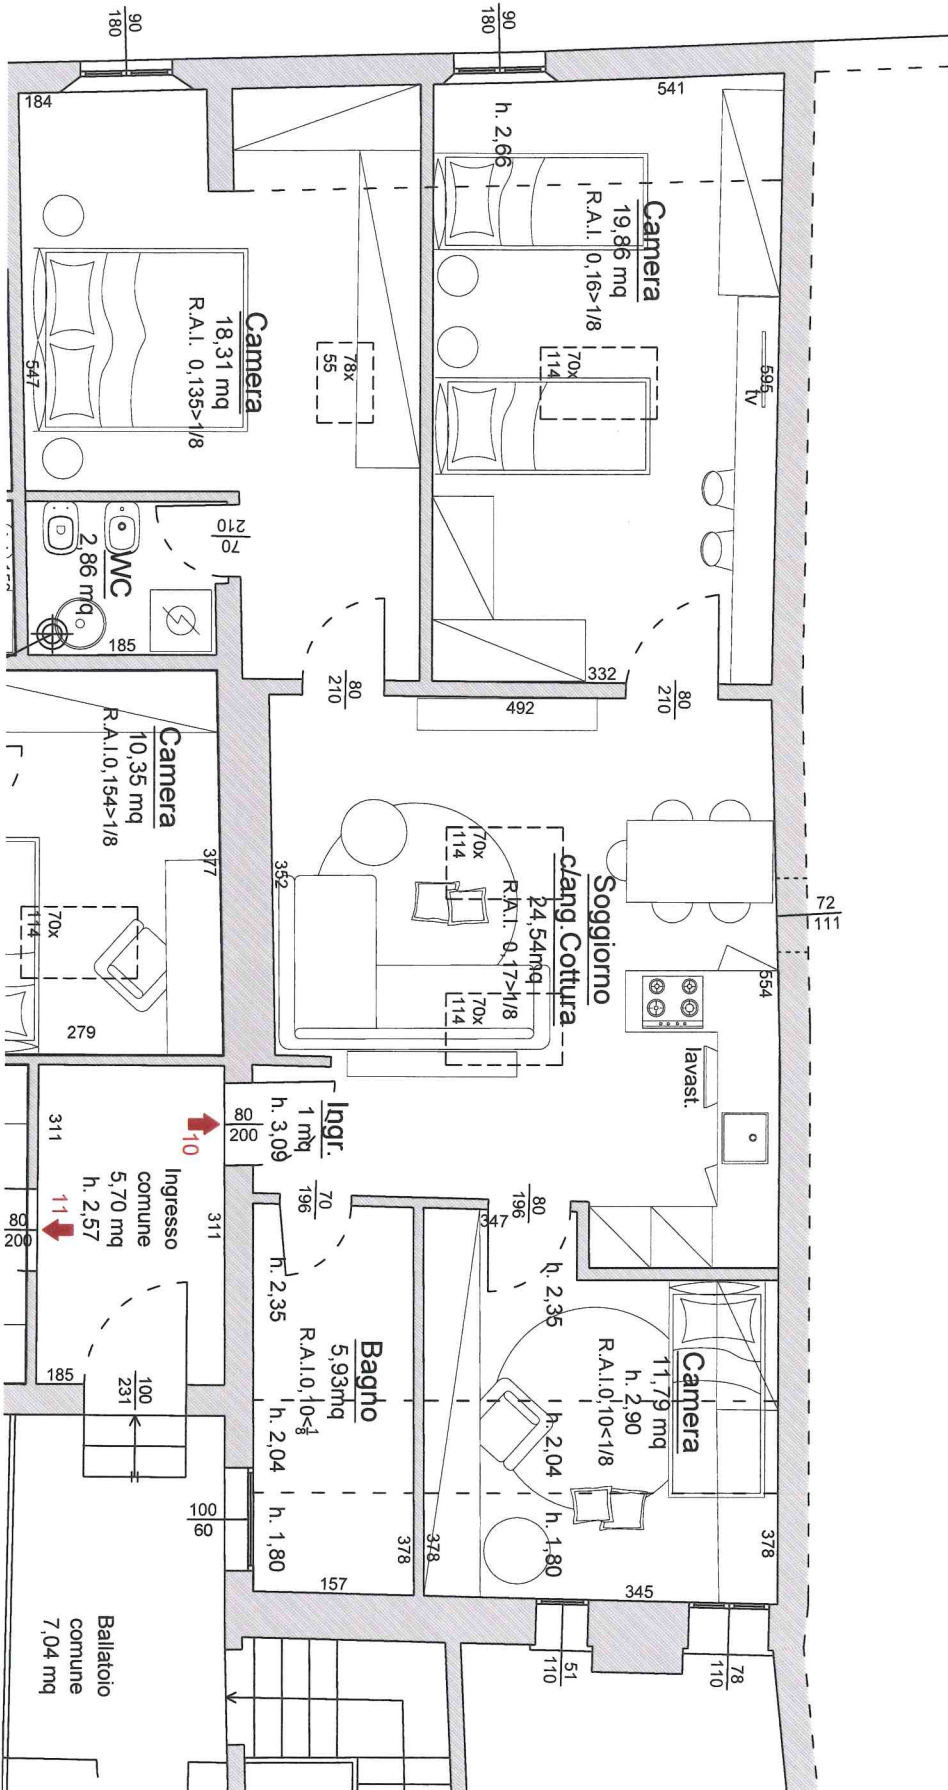 90
180
90
180
184
541
h. 2,66
Camera
19,86 mq
R.A.I. 0,16>1/8
Camera
18,31 mq
R.A.I. 0,135>1/8
547
78x
55
70x
114
595
tv
70
210
WC
2,86 mq
185
80
210
332
80
210
492
Camera
10,35 mq
R.A.I.0,154>1/8
377
352
70x
114
279
70x
114
Soggiorno
c/ang.Cottura
24,54mq
R.A.I. 0,17>1/8
70x
114
72
111
554
lavast.
Ingr.
1 mq
h. 3,09
80
200
10
311
311
Ingresso
comune
5,70 mq
h. 2,57
11
80
200
185
100
231
70
196
80
196
347
h. 2,35
h. 2,35
Bagno
5,93mq
R.A.I.0,10<1/8
h. 2,04
h. 1,80
Camera
11,79 mq
h. 2,90
R.A.I.0,10<1/8
h. 2,04
h. 1,80
100
60
378
378
378
157
345
51
110
78
110
Ballatoio
comune
7,04 mq